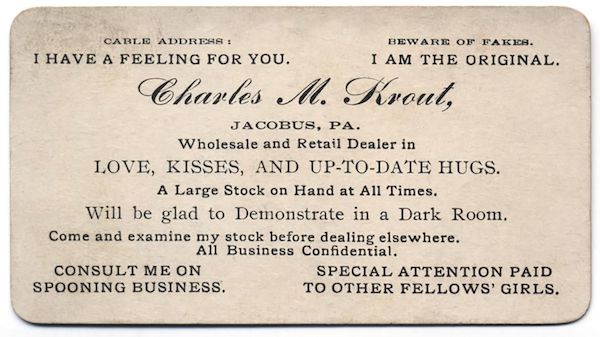 CABLE ADDRESS:
I HAVE A FEELING FOR YOU.
BEWARE OF FAKES.
I AM THE ORIGINAL.
Charles M. Krout,
JACOBUS, PA.
Wholesale and Retail Dealer in
LOVE, KISSES, AND UP-TO-DATE HUGS.
A Large Stock on Hand at All Times.
Will be glad to Demonstrate in a Dark Room.
Come and examine my stock before dealing elsewhere.
All Business Confidential.
CONSULT ME ON
SPOONING BUSINESS.
SPECIAL ATTENTION PAID
TO OTHER FELLOWS' GIRLS.